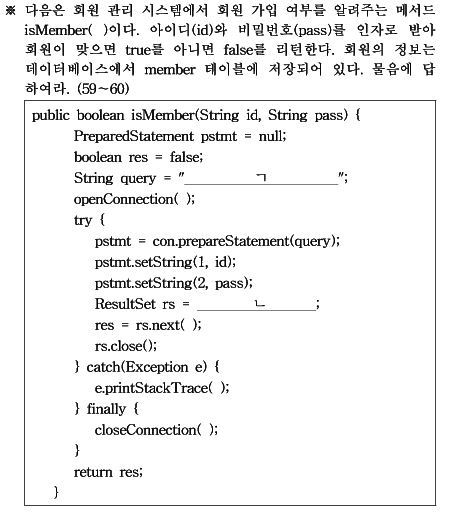 ※ 다음은 회원 관리 시스템에서 회원 가입 여부를 알려주는 메서드
isMember( )이다. 아이디(id)와 비밀번호(pass)를 인자로 받아
회원이 맞으면 true를 아니면 false를 리턴한다. 회원의 정보는
데이터베이스에서 member 테이블에 저장되어 있다. 물음에 답
하여라. (59~60)
public boolean isMember(String id, String pass) {
PreparedStatement pstmt = null;
boolean res = false;
String query = "__________ㄱ__________";
openConnection( );
try {
pstmt = con.prepareStatement(query);
pstmt.setString(1, id);
pstmt.setString(2, pass);
ResultSet rs = ________ㄴ________;
res = rs.next( );
rs.close();
} catch(Exception e) {
e.printStackTrace( );
} finally {
closeConnection( );
}
return res;
}